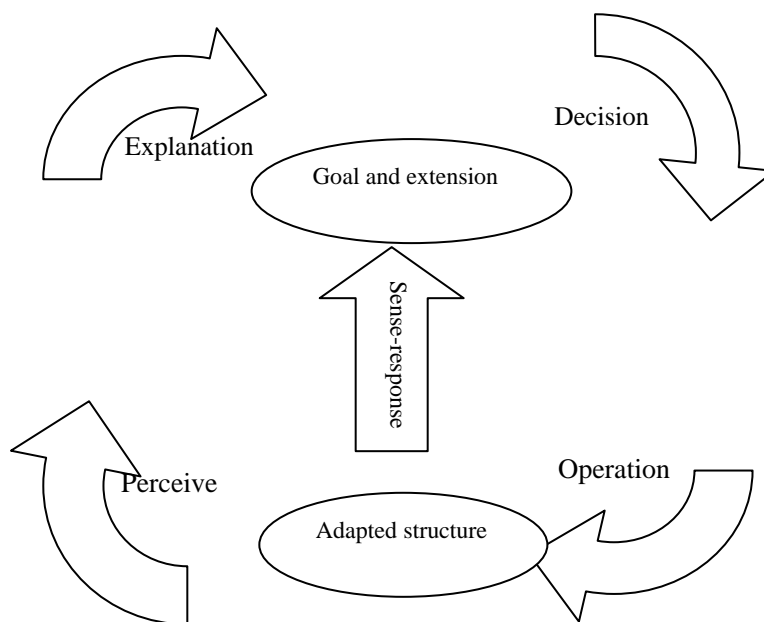 Decision
Explanation
Goal and extension
Sense-response
Perceive
Operation
Adapted structure